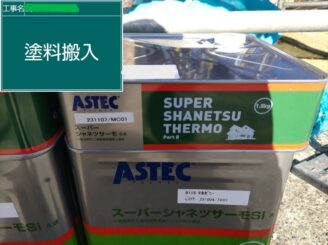 工事名
塗料搬入
ASTEC
231107/MC01
スーパー
シャネツサーモ
SUPER
SHANETSU
THERMO
Part B
ASTEC
スーパーシャネツサーモSi